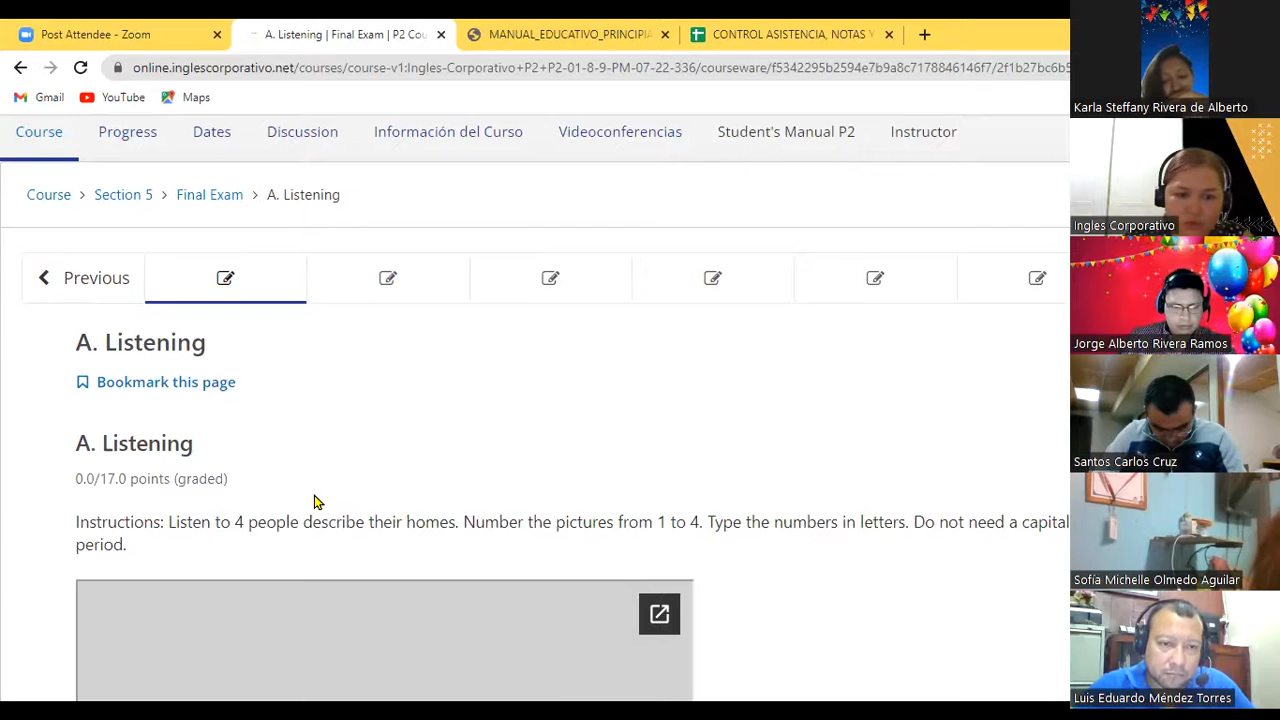 Post Attendee - Zoom
A. Listening | Final Exam | P2 Cou
MANUAL_EDUCATIVO_PRINCIPIA
CONTROL ASISTENCIA, NOTAS Y
online.inglescorporativo.net/courses/course-v1:Ingles-Corporativo+P2+P2-01-8-9-PM-07-22-336/courseware/f5342295b2594e7b9a8c7178846146f7/2f1b27bc6b5
Gmail
YouTube
Maps
Course
Progress
Dates
Discussion
Información del Curso
Videoconferencias
Student's Manual P2
Instructor
Course > Section 5 > Final Exam > A. Listening
Previous
A. Listening
Bookmark this page
A. Listening
0.0/17.0 points (graded)
Instructions: Listen to 4 people describe their homes. Number the pictures from 1 to 4. Type the numbers in letters. Do not need a capital
period.
Karla Steffany Rivera de Alberto
Ingles Corporativo
Jorge Alberto Rivera Ramos
Santos Carlos Cruz
Sofía Michelle Olmedo Aguilar
Luis Eduardo Méndez Torres